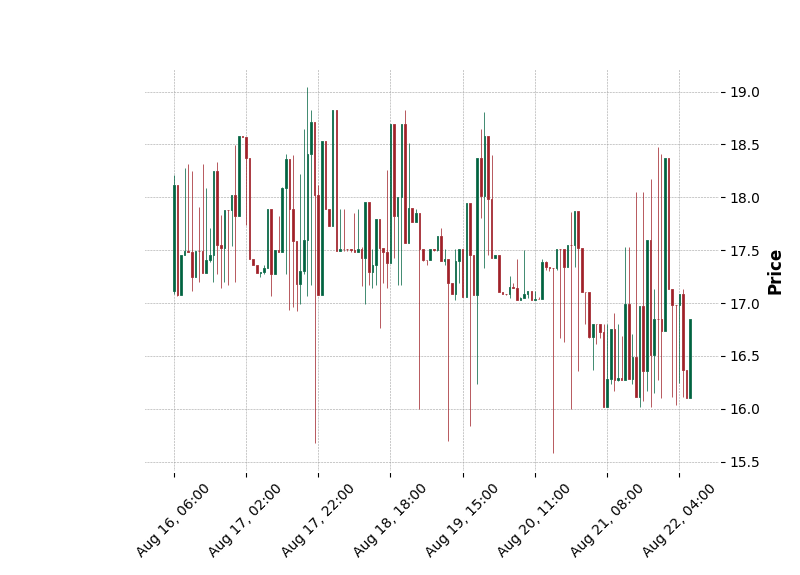 19.0
18.5
18.0
17.5
17.0
16.5
16.0
15.5
Price
Aug 16, 06:00
Aug 17, 02:00
Aug 17, 22:00
Aug 18, 18:00
Aug 19, 15:00
Aug 20, 11:00
Aug 21, 08:00
Aug 22, 04:00